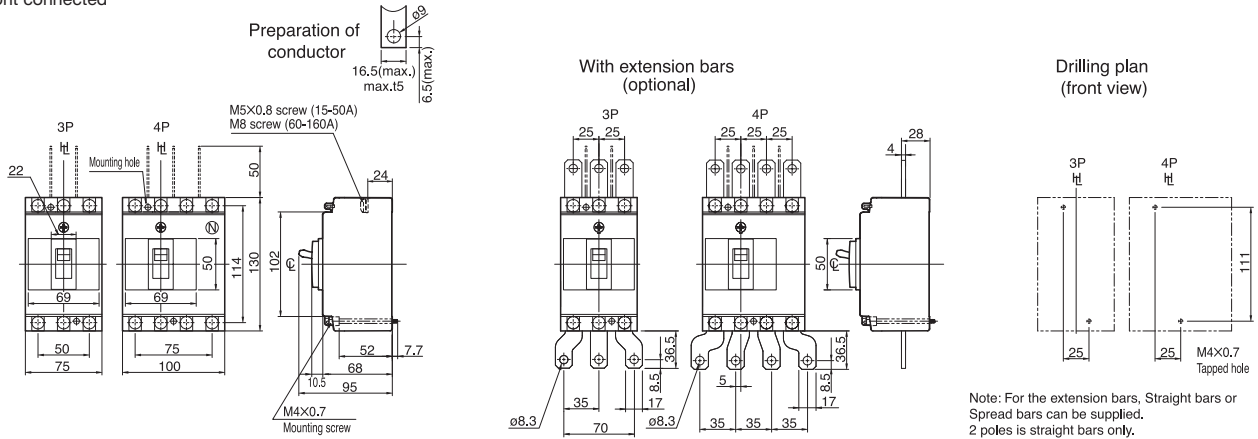 nt connected
Preparation of
conductor
ø9
16.5(max.)
max.t5
6.5(max.)
M5×0.8 screw (15-50A)
M8 screw (60-160A)
3P
4P
Mounting hole
22
50
24
N
69
69
50
114
130
102
50
75
75
100
52
7.7
10.5
68
95
M4×0.7
Mounting screw
With extension bars
(optional)
3P
4P
25
25
25
25
25
28
4
50
36.5
8.5
17
35
70
ø8.3
5
36.5
8.5
17
35
35
35
ø8.3
Drilling plan
(front view)
3P
4P
111
25
25
M4×0.7
Tapped hole
Note: For the extension bars, Straight bars or
Spread bars can be supplied.
2 poles is straight bars only.